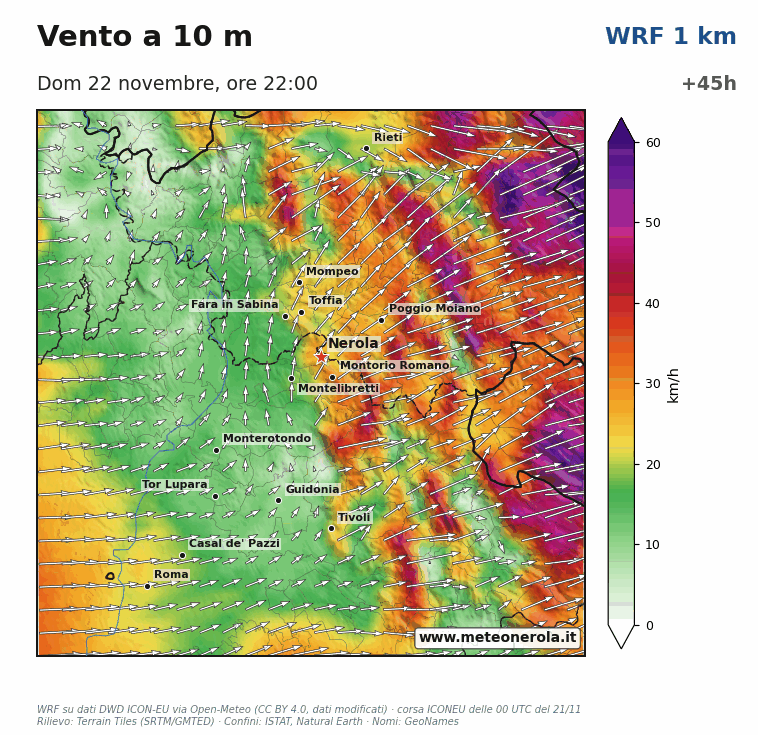 Vento a 10 m
WRF 1 km
Dom 22 novembre, ore 22:00
+45h
Rieti
Mompeo
Fara in Sabina
Toffia
Poggio Moiano
Nerola
Montorio Romano
Montelibretti
Monterotondo
Tor Lupara
Guidonia
Tivoli
Casal de' Pazzi
Roma
www.meteonerola.it
60
50
40
30
20
10
0
km/h
WRF su dati DWD ICON-EU via Open-Meteo (CC BY 4.0, dati modificati) · corsa ICONEU delle 00 UTC del 21/11
Rilievo: Terrain Tiles (SRTM/GMTED) · Confini: ISTAT, Natural Earth · Nomi: GeoNames